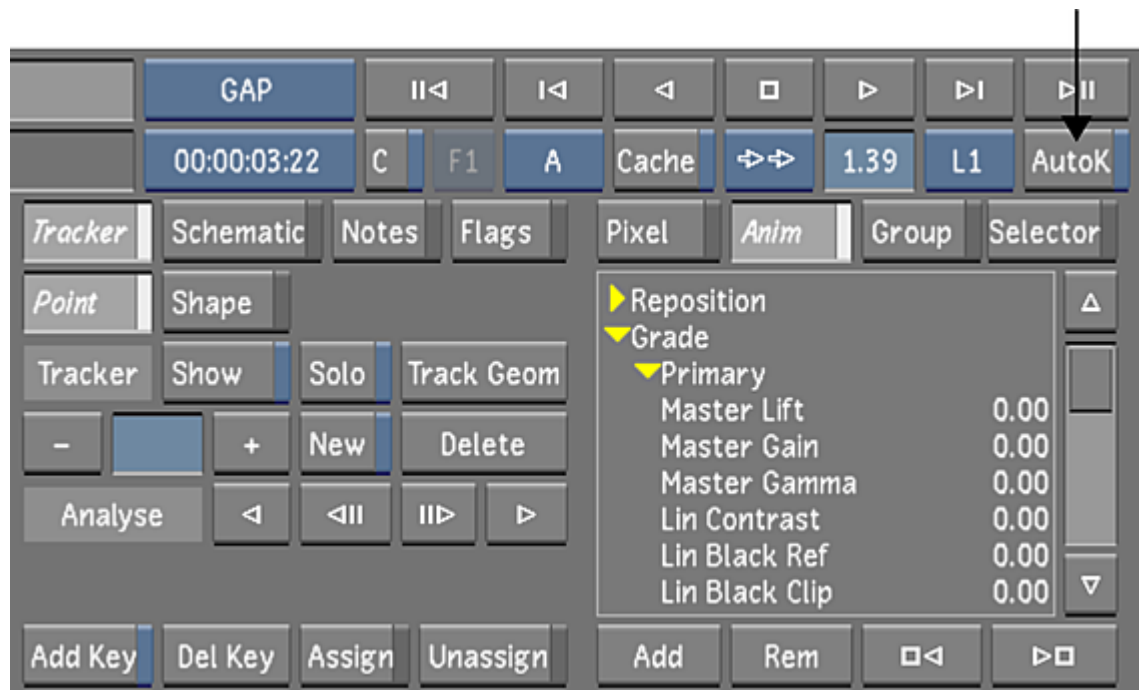 GAP
00:00:03:22 C F1 A Cache 1.39 L1 AutoK
Tracker Schematic Notes Flags Pixel Anim Group Selector
Point Shape
Reposition
Grade
Tracker Show Solo Track Geom
Primary
Master Lift 0.00
- + New Delete
Master Gain 0.00
Master Gamma 0.00
Analyse
Lin Contrast 0.00
Lin Black Ref 0.00
Lin Black Clip 0.00
Add Key Del Key Assign Unassign Add Rem